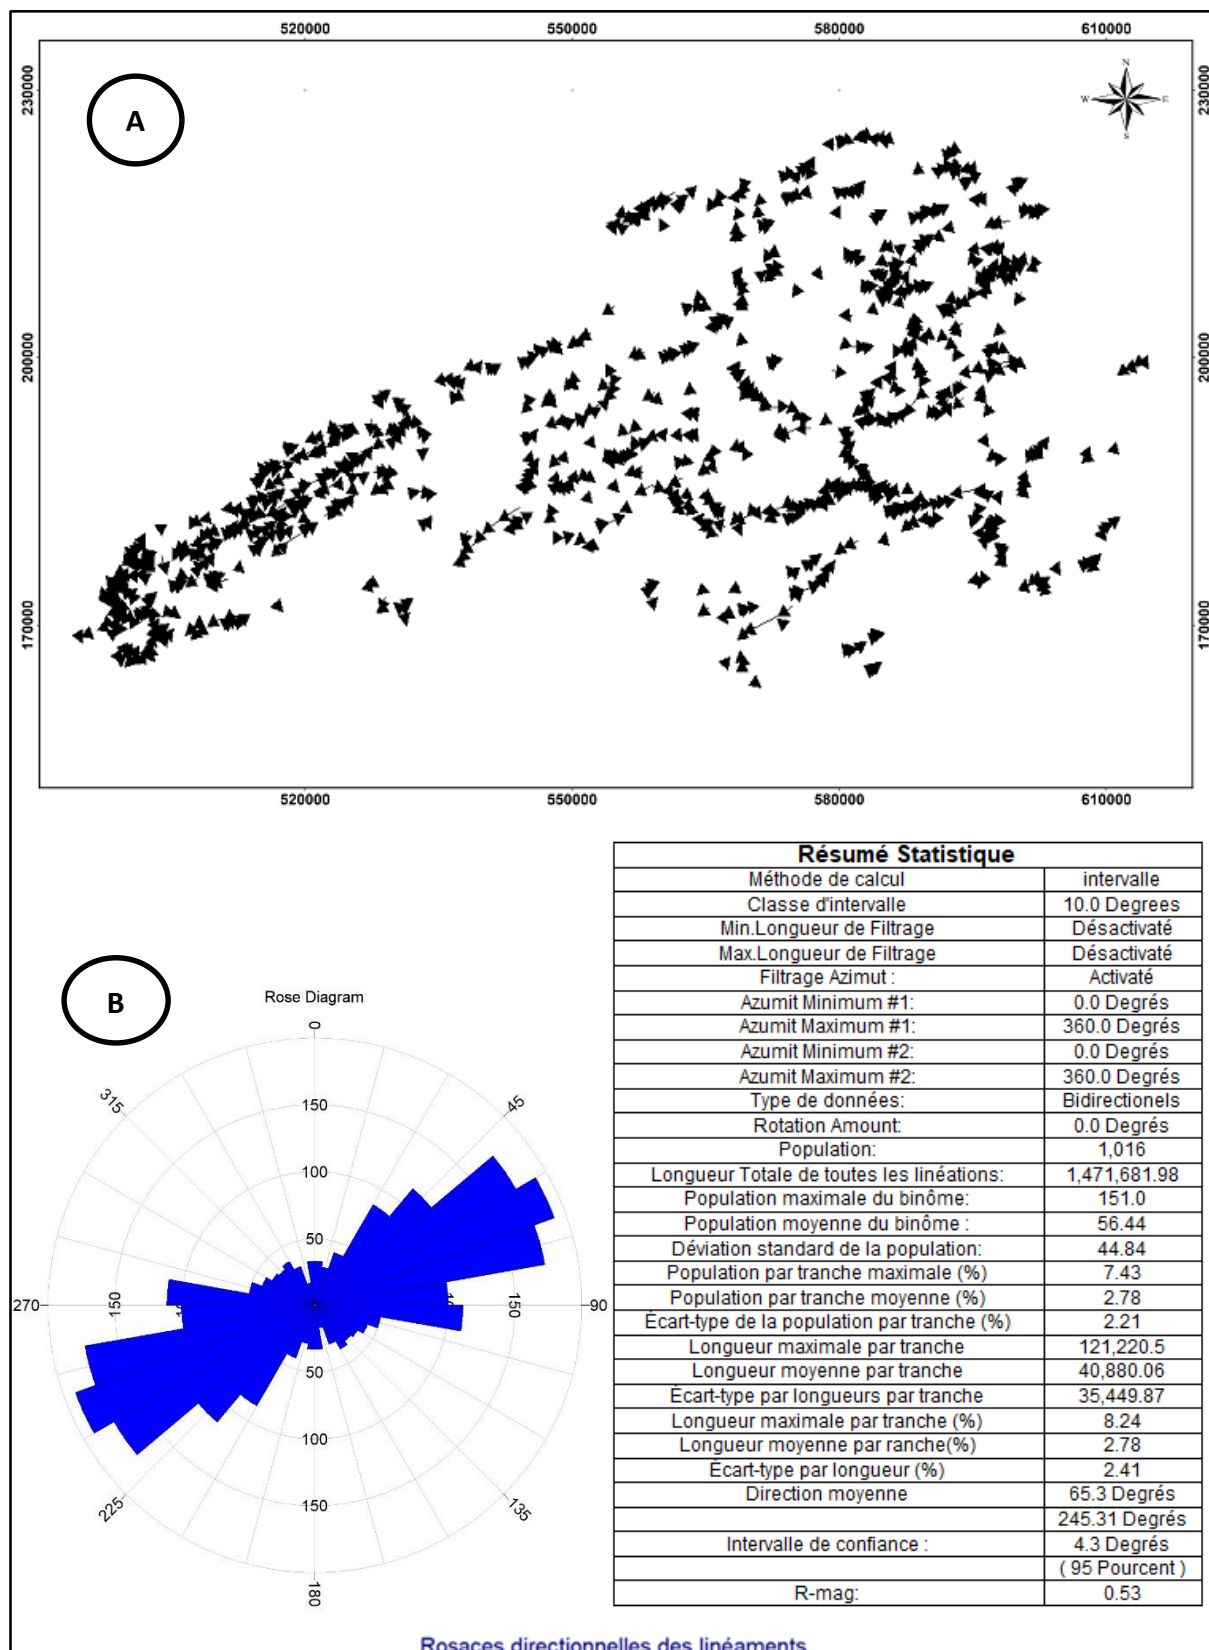 520000 550000 580000 610000
230000 230000
A
N
W E
S
200000 200000
170000 170000
520000 550000 580000 610000
B
Rose Diagram
0
315 45
150
100
50
270 150 150 90
50
100
150
225 135
180
Résumé Statistique
Méthode de calcul intervalle
Classe d'intervalle 10.0 Degrees
Min.Longueur de Filtrage Désactivaté
Max.Longueur de Filtrage Désactivaté
Filtrage Azimut : Activaté
Azumit Minimum #1: 0.0 Degrés
Azumit Maximum #1: 360.0 Degrés
Azumit Minimum #2: 0.0 Degrés
Azumit Maximum #2: 360.0 Degrés
Type de données: Bidirectionels
Rotation Amount: 0.0 Degrés
Population: 1,016
Longueur Totale de toutes les linéations: 1,471,681.98
Population maximale du binôme: 151.0
Population moyenne du binôme : 56.44
Déviation standard de la population: 44.84
Population par tranche maximale (%) 7.43
Population par tranche moyenne (%) 2.78
Écart-type de la population par tranche (%) 2.21
Longueur maximale par tranche 121,220.5
Longueur moyenne par tranche 40,880.06
Écart-type par longueurs par tranche 35,449.87
Longueur maximale par tranche (%) 8.24
Longueur moyenne par ranche(%) 2.78
Écart-type par longueur (%) 2.41
Direction moyenne 65.3 Degrés
245.31 Degrés
Intervalle de confiance : 4.3 Degrés
( 95 Pourcent )
R-mag: 0.53
Rosaces directionnelles des linéaments